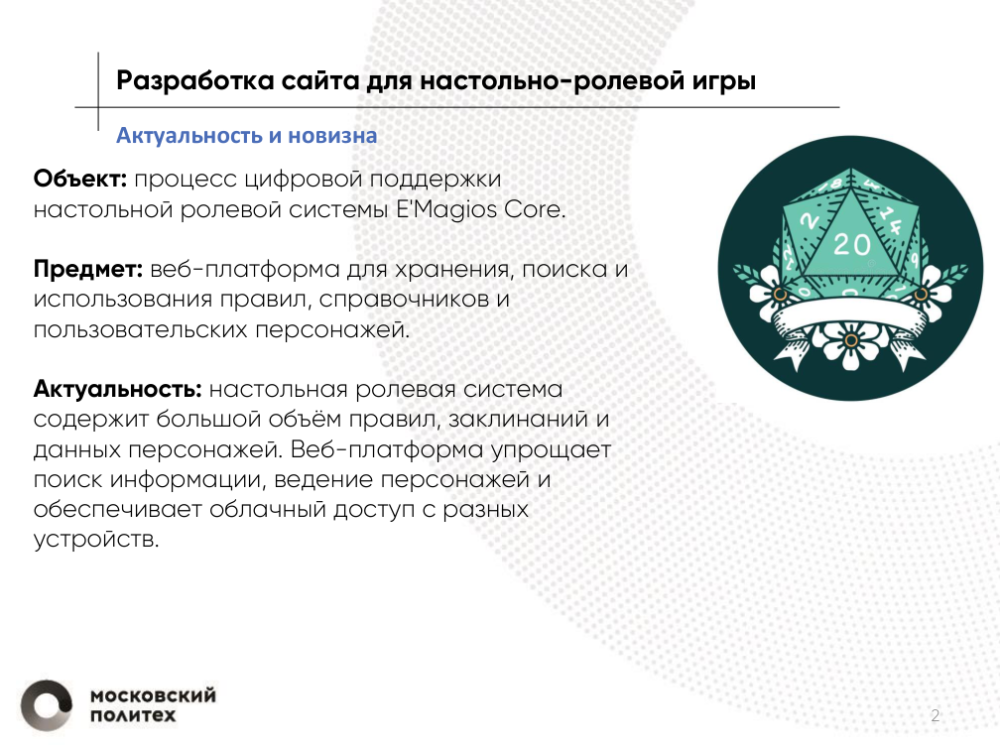 Разработка сайта для настольно-ролевой игры
Актуальность и новизна
Объект: процесс цифровой поддержки
настольной ролевой системы E'Magios Core.
Предмет: веб-платформа для хранения, поиска и
использования правил, справочников и
пользовательских персонажей.
Актуальность: настольная ролевая система
содержит большой объём правил, заклинаний и
данных персонажей. Веб-платформа упрощает
поиск информации, ведение персонажей и
обеспечивает облачный доступ с разных
устройств.
2
14
20
МОСКОВСКИЙ
ПОЛИТЕХ
2